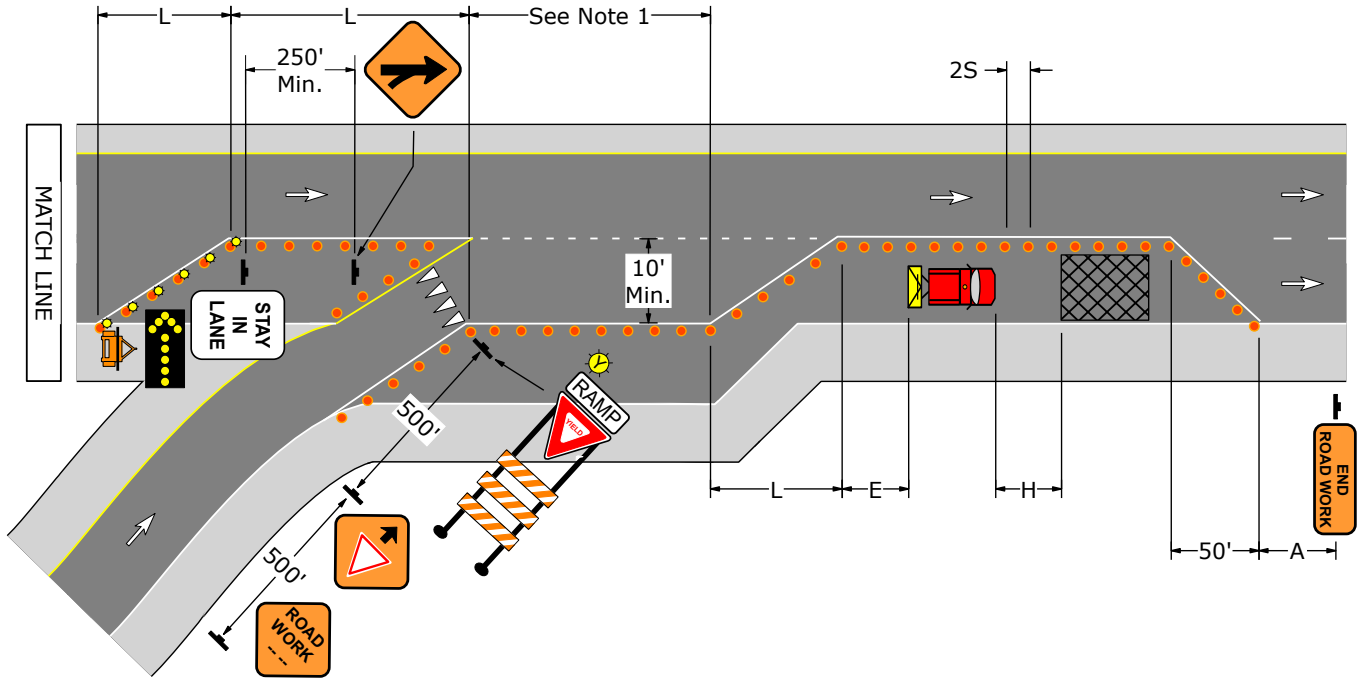 L
L
See Note 1
250'
Min.
2S
MATCH LINE
10'
Min.
STAY
IN
LANE
RAMP
YIELD
500'
L
E
H
END
ROAD WORK
50'
A
500'
ROAD
WORK
-- --